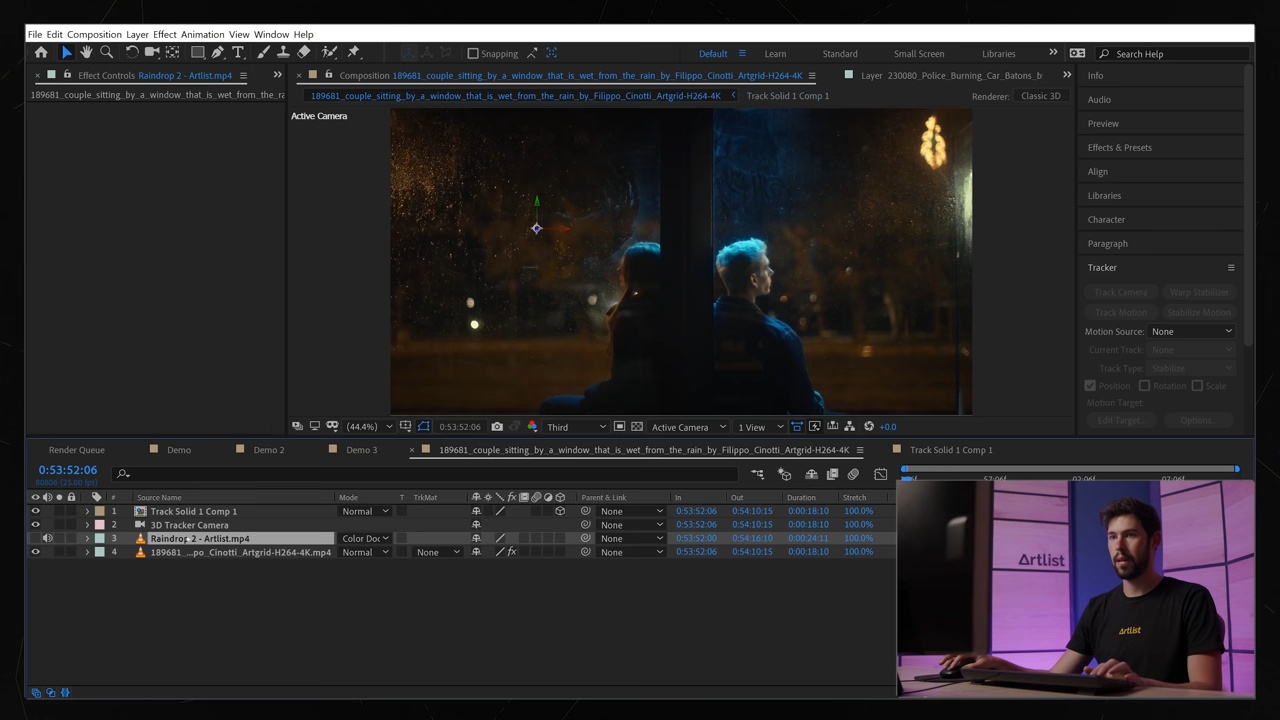 File Edit Composition Layer Effect Animation View Window Help
Snapping
Default
Learn
Standard
Small Screen
Libraries
Search Help
Effect Controls Raindrop 2 - Artlist.mp4
Composition 189681_couple_sitting_by_a_window_that_is_wet_from_the_rain_by_Filippo_Cinotti_Artgrid-H264-4K
Layer 230080_Police_Burning_Car_Batons_b
Info
189681_couple_sitting_by_a_window_that_is_wet_from_the_ra
189681_couple_sitting_by_a_window_that_is_wet_from_the_rain_by_Filippo_Cinotti_Artgrid-H264-4K
Track Solid 1 Comp 1
Renderer:
Classic 3D
Active Camera
Audio
Preview
Effects & Presets
Align
Libraries
Character
Paragraph
Tracker
Track Camera
Warp Stabilizer
Track Motion
Stabilize Motion
Motion Source: None
Current Track: None
Track Type: Stabilize
Position
Rotation
Scale
Motion Target:
Edit Target...
Options...
(44.4%)
0:53:52:06
Third
Active Camera
1 View
+0.0
Render Queue
Demo
Demo 2
Demo 3
189681_couple_sitting_by_a_window_that_is_wet_from_the_rain_by_Filippo_Cinotti_Artgrid-H264-4K
Track Solid 1 Comp 1
0:53:52:06
80806 (25.00 fps)
# Source Name Mode T TrkMat Parent & Link In Out Duration Stretch
1 Track Solid 1 Comp 1 Normal None 0:53:52:06 0:54:10:15 0:00:18:10 100.0%
2 3D Tracker Camera None 0:53:52:06 0:54:10:15 0:00:18:10 100.0%
3 Raindrop 2 - Artlist.mp4 Color Doc None 0:53:52:00 0:54:16:10 0:00:24:11 100.0%
4 189681_...po_Cinotti_Artgrid-H264-4K.mp4 Normal None None 0:53:52:06 0:54:10:15 0:00:18:10 100.0%
Artlist
Artlist